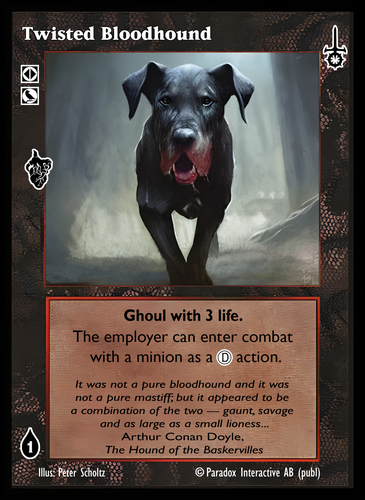 Twisted Bloodhound
Ghoul with 3 life.
The employer can enter combat
with a minion as a Ⓓ action.
It was not a pure bloodhound and it was
not a pure mastiff; but it appeared to be
a combination of the two — gaunt, savage
and as large as a small lioness...
Arthur Conan Doyle,
The Hound of the Baskervilles
1
Illus: Peter Scholtz © Paradox Interactive AB (publ)